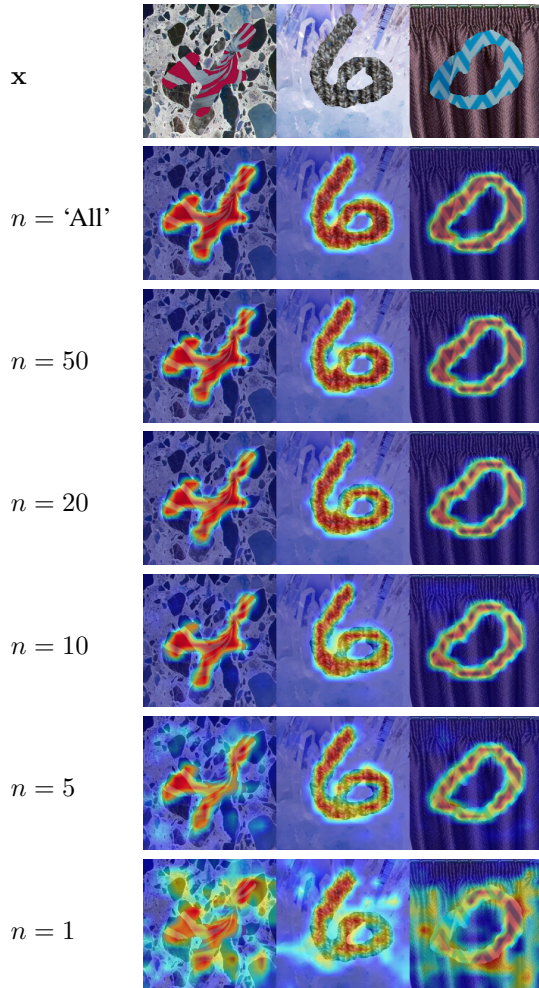 x
n = ‘All’
n = 50
n = 20
n = 10
n = 5
n = 1